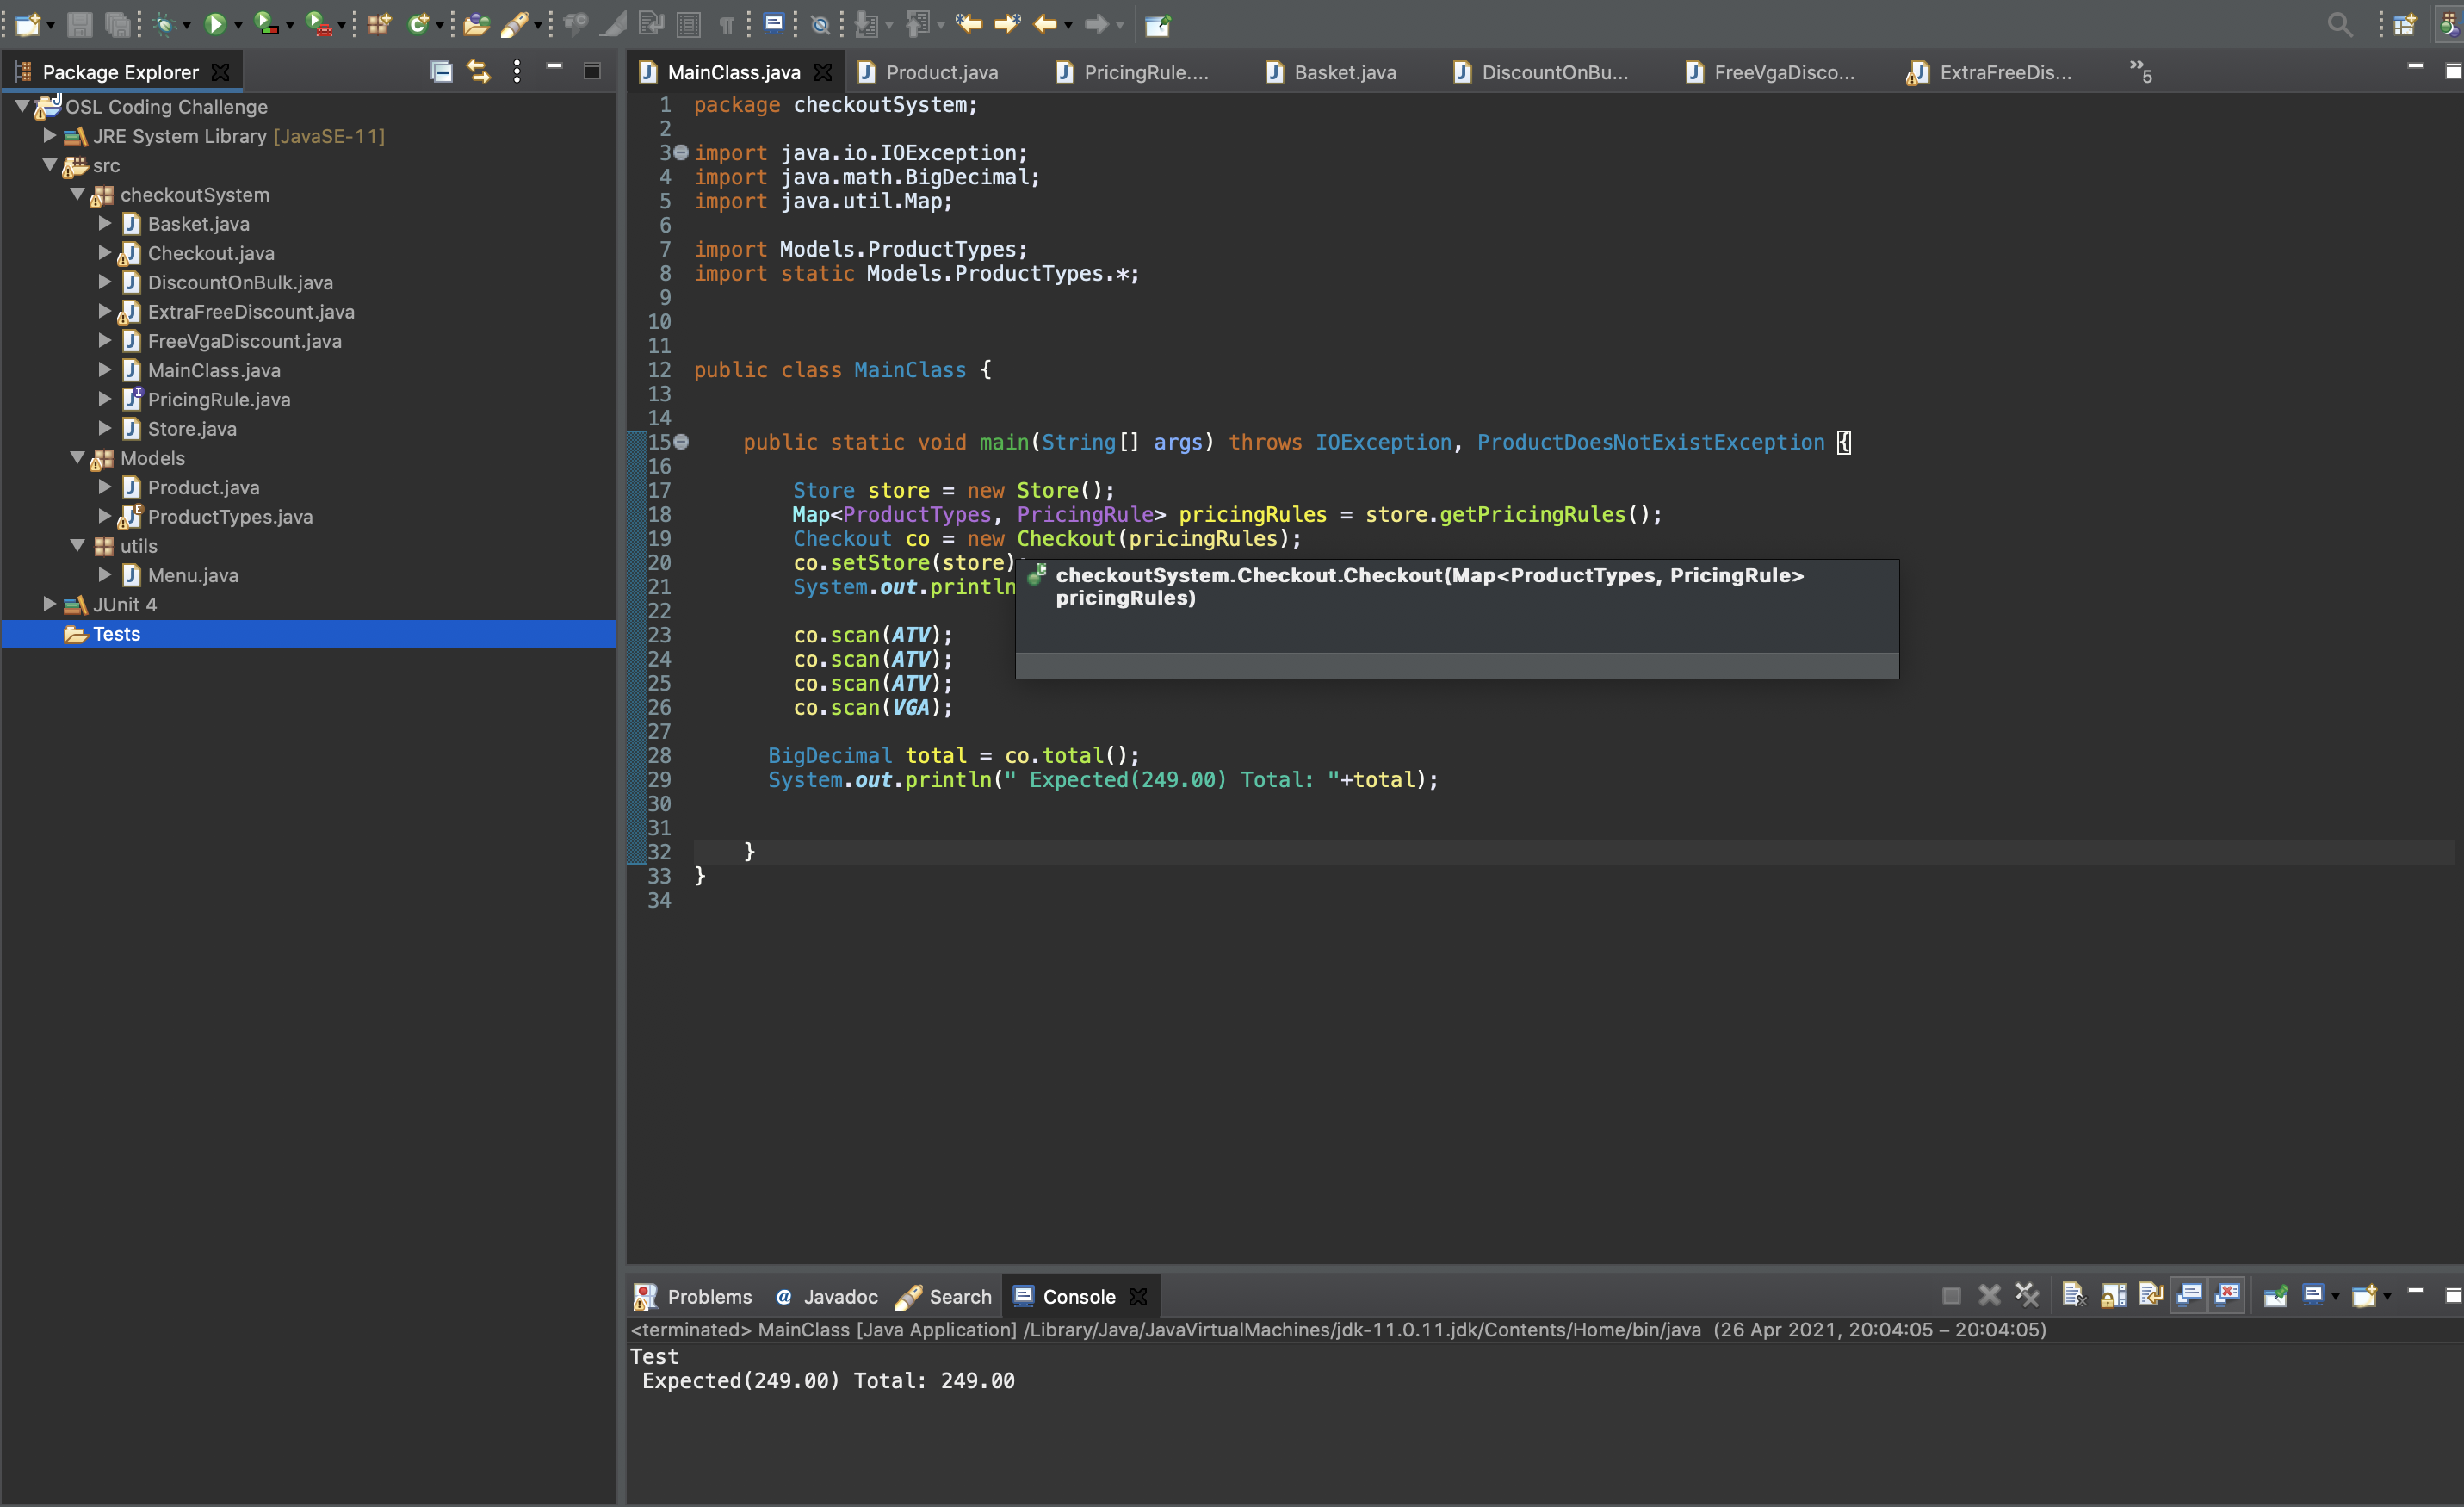 Package Explorer
OSL Coding Challenge
JRE System Library [JavaSE-11]
src
checkoutSystem
Basket.java
Checkout.java
DiscountOnBulk.java
ExtraFreeDiscount.java
FreeVgaDiscount.java
MainClass.java
PricingRule.java
Store.java
Models
Product.java
ProductTypes.java
utils
Menu.java
JUnit 4
Tests
MainClass.java Product.java PricingRule.... Basket.java DiscountOnBu... FreeVgaDisco... ExtraFreeDis... »5
1 package checkoutSystem;
2
3 import java.io.IOException;
4 import java.math.BigDecimal;
5 import java.util.Map;
6
7 import Models.ProductTypes;
8 import static Models.ProductTypes.*;
9
10
11
12 public class MainClass {
13
14
15 public static void main(String[] args) throws IOException, ProductDoesNotExistException {
16
17 Store store = new Store();
18 Map<ProductTypes, PricingRule> pricingRules = store.getPricingRules();
19 Checkout co = new Checkout(pricingRules);
20 co.setStore(store)
21 System.out.println
checkoutSystem.Checkout.Checkout(Map<ProductTypes, PricingRule>
pricingRules)
22
23 co.scan(ATV);
24 co.scan(ATV);
25 co.scan(ATV);
26 co.scan(VGA);
27
28 BigDecimal total = co.total();
29 System.out.println(" Expected(249.00) Total: "+total);
30
31
32 }
33 }
34
Problems @ Javadoc Search Console
<terminated> MainClass [Java Application] /Library/Java/JavaVirtualMachines/jdk-11.0.11.jdk/Contents/Home/bin/java (26 Apr 2021, 20:04:05 – 20:04:05)
Test
Expected(249.00) Total: 249.00